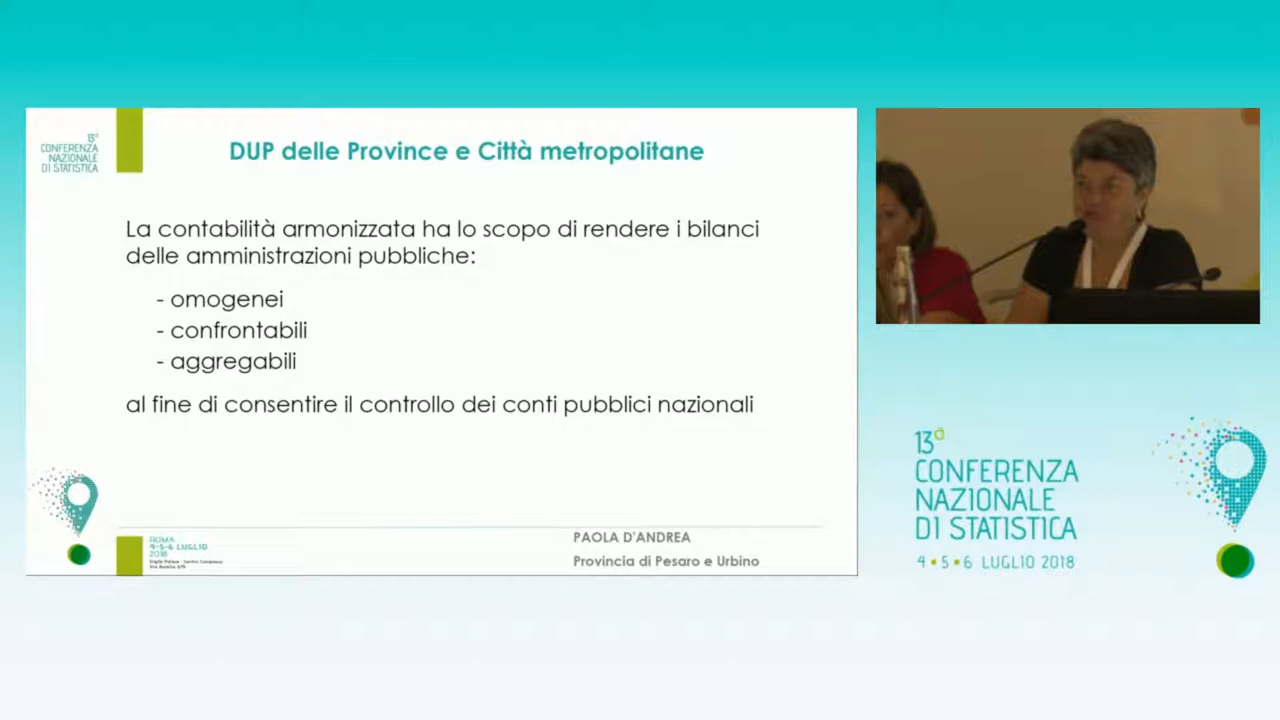 13ª
CONFERENZA
NAZIONALE
DI STATISTICA
DUP delle Province e Città metropolitane
La contabilità armonizzata ha lo scopo di rendere i bilanci
delle amministrazioni pubbliche:
- omogenei
- confrontabili
- aggregabili
al fine di consentire il controllo dei conti pubblici nazionali
ROMA
4-5-6 LUGLIO
2018
PAOLA D'ANDREA
Provincia di Pesaro e Urbino
13ª
CONFERENZA
NAZIONALE
DI STATISTICA
4•5•6 LUGLIO 2018